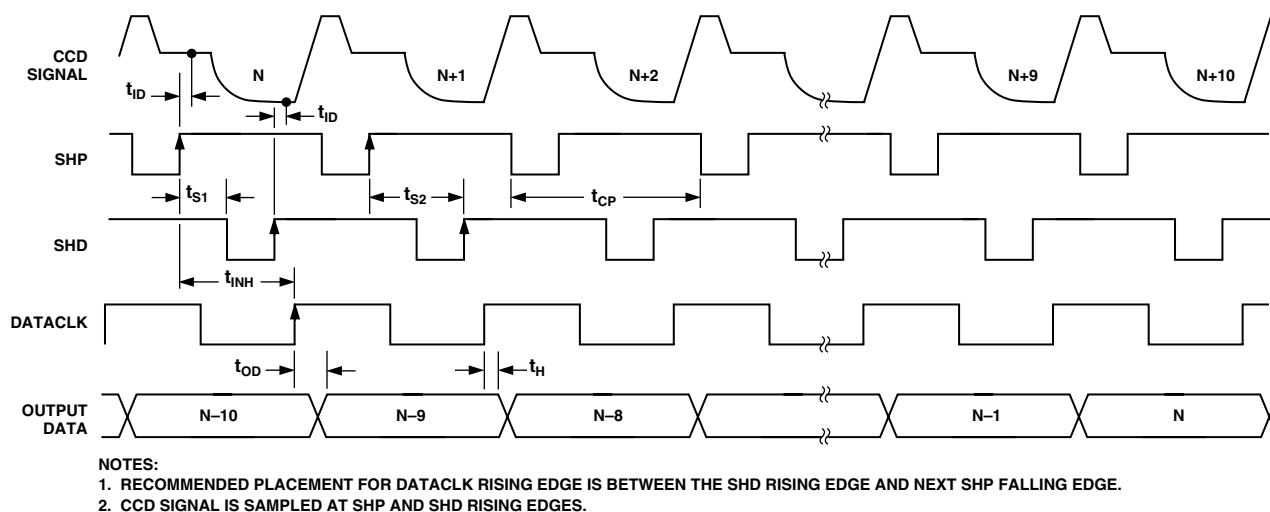 CCD
SIGNAL
N
N+1
N+2
N+9
N+10
tID
tID
SHP
tS1
tS2
tCP
SHD
tINH
DATACLK
tOD
tH
OUTPUT
DATA
N–10
N–9
N–8
N–1
N
NOTES:
1. RECOMMENDED PLACEMENT FOR DATACLK RISING EDGE IS BETWEEN THE SHD RISING EDGE AND NEXT SHP FALLING EDGE.
2. CCD SIGNAL IS SAMPLED AT SHP AND SHD RISING EDGES.